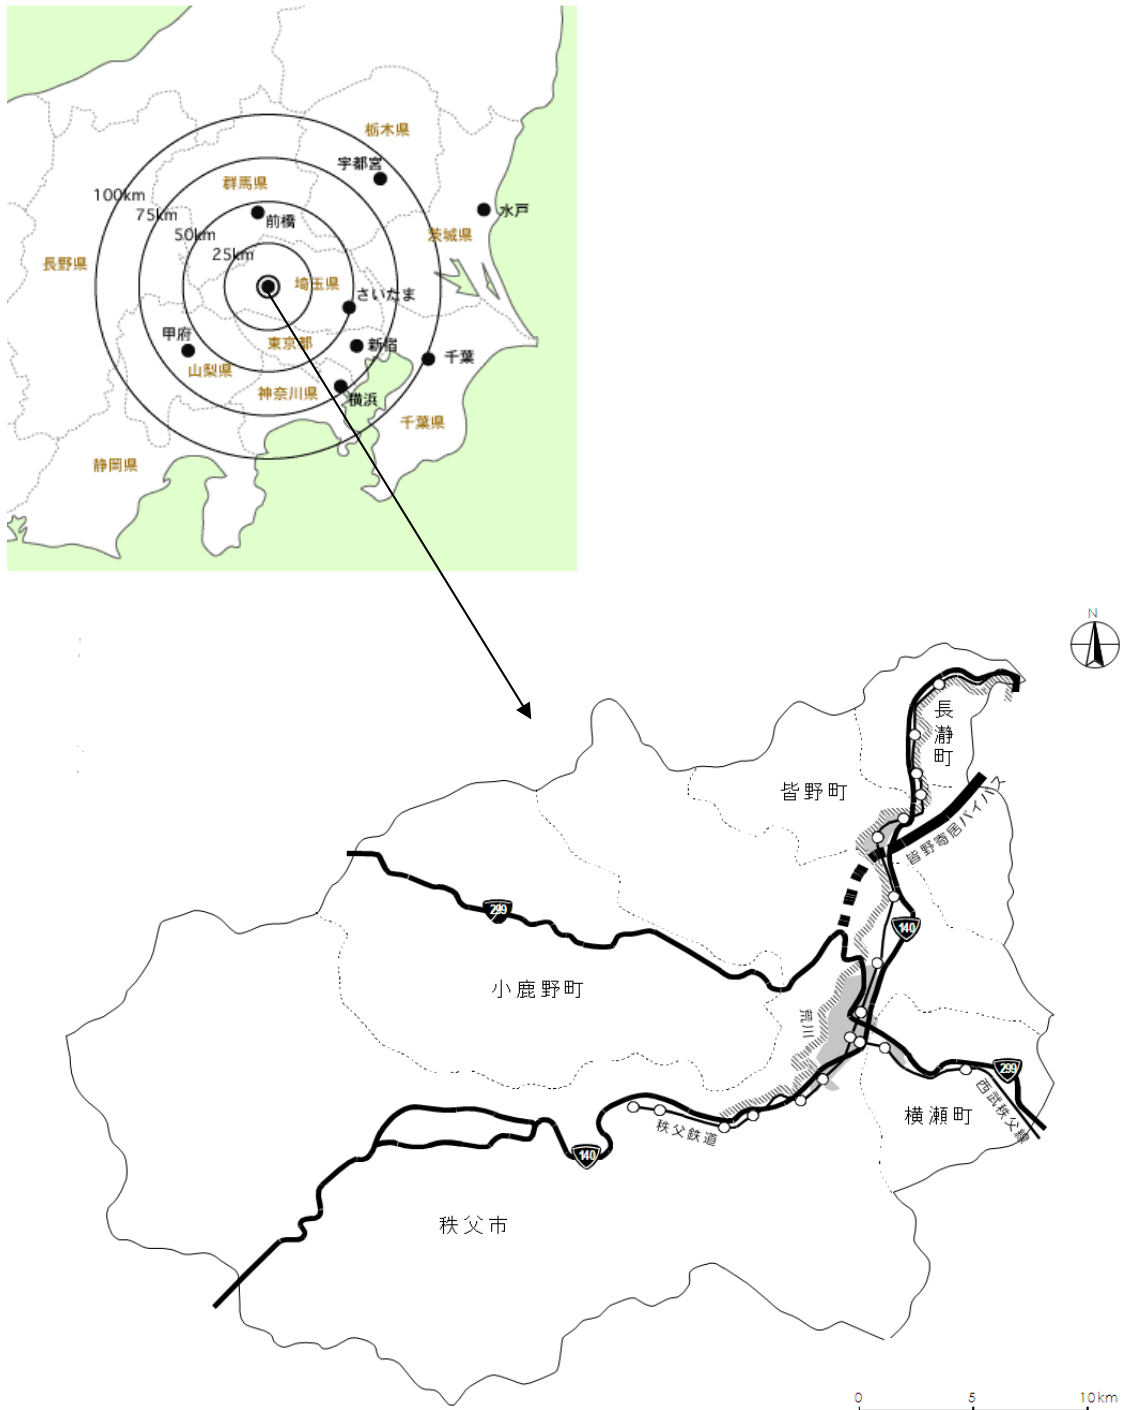 栃木県
宇都宮
群馬県
100km
75km
50km
25km
前橋
水戸
茨城県
長野県
埼玉県
さいたま
甲府
東京都
新宿
千葉
山梨県
神奈川県
横浜
千葉県
静岡県
N
長瀞町
皆野町
皆野寄居バイパス
299
140
小鹿野町
荒川
299
西武秩父線
横瀬町
秩父鉄道
140
秩父市
0 5 10km